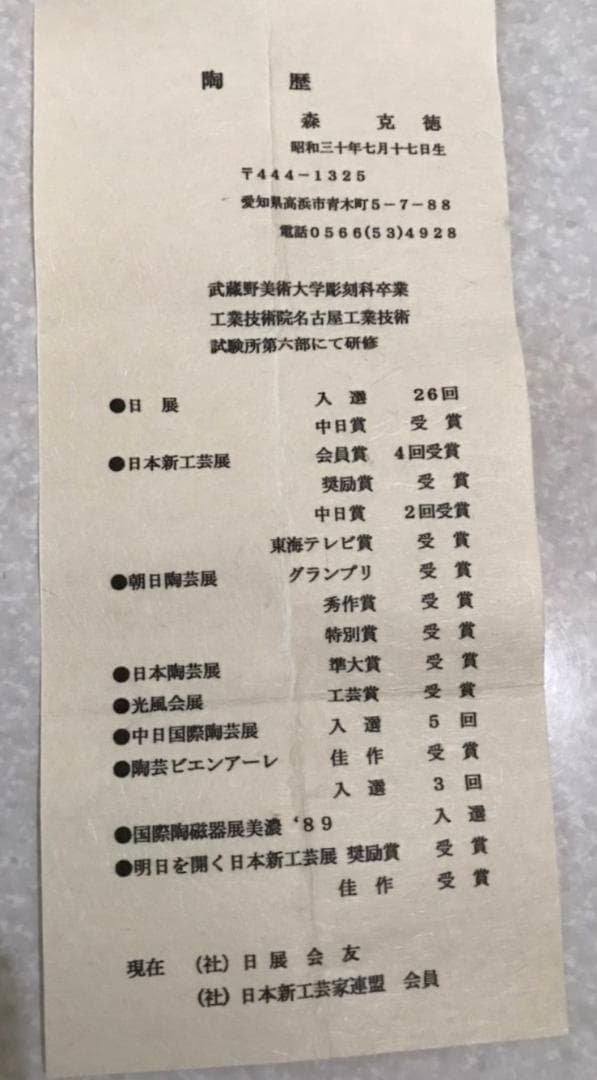 陶　歴
森　克　徳
昭和三十年七月十七日生
〒444－1325
愛知県高浜市青木町5－7－88
電話0566(53)4928
武蔵野美術大学彫刻科卒業
工業技術院名古屋工業技術
試験所第六部にて研修
●日　展　入　選　26回
中日賞　受　賞
●日本新工芸展　会員賞　4回受賞
奨励賞　受　賞
中日賞　2回受賞
東海テレビ賞　受　賞
●朝日陶芸展　グランプリ　受　賞
秀作賞　受　賞
特別賞　受　賞
●日本陶芸展　準大賞　受　賞
●光風会展　工芸賞　受　賞
●中日国際陶芸展　入　選　5　回
●陶芸ビエンアーレ　佳　作　受　賞
入　選　3　回
●国際陶磁器展美濃　‘89　入　選
●明日を開く日本新工芸展　奨励賞　受　賞
佳　作　受　賞
現在　（社）日　展　会　友
（社）日本新工芸家連盟　会員